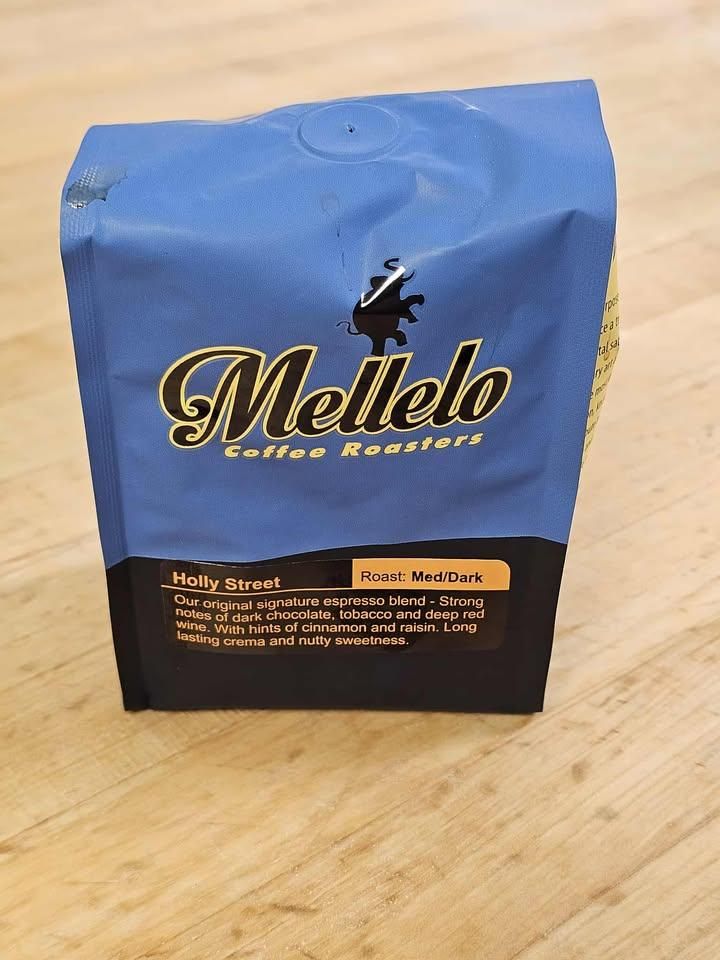 Mellelo
Coffee Roasters
Holly Street
Roast: Med/Dark
Our original signature espresso blend - Strong
notes of dark chocolate, tobacco and deep red
wine. With hints of cinnamon and raisin. Long
lasting crema and nutty sweetness.